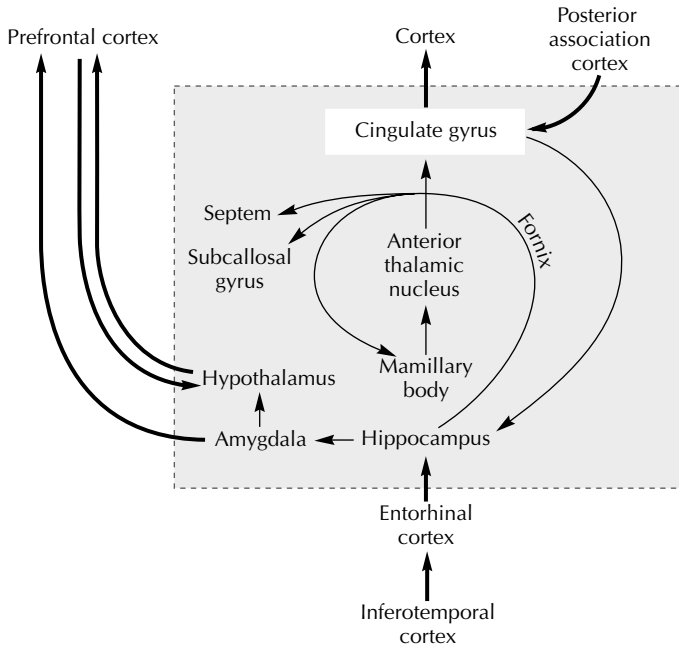 Prefrontal cortex
Cortex
Posterior
association
cortex
Cingulate gyrus
Septem
Subcallosal
gyrus
Anterior
thalamic
nucleus
Fornix
Mamillary
body
Hypothalamus
Amygdala
Hippocampus
Entorhinal
cortex
Inferotemporal
cortex